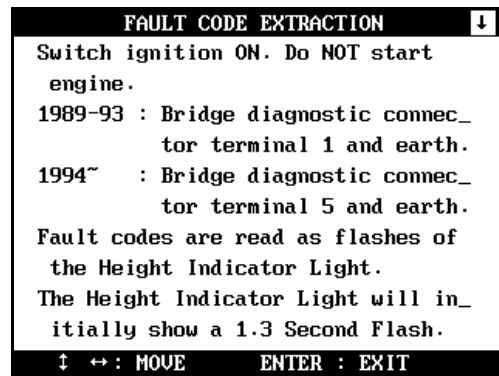 FAULT CODE EXTRACTION ↓
Switch ignition ON. Do NOT start
engine.
1989-93 : Bridge diagnostic connec_
tor terminal 1 and earth.
1994~ : Bridge diagnostic connec_
tor terminal 5 and earth.
Fault codes are read as flashes of
the Height Indicator Light.
The Height Indicator Light will in_
itially show a 1.3 Second Flash.
↕ ↔: MOVE ENTER : EXIT